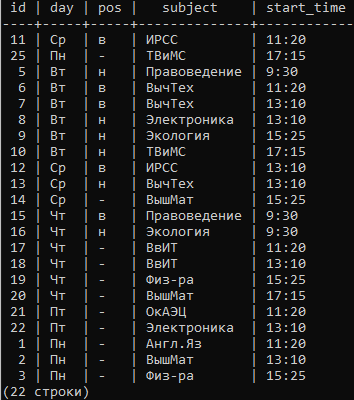 id | day | pos | subject | start_time
----+-----+-----+--------------+------------
11 | Ср | в | ИРСС | 11:20
25 | Пн | - | ТВиМС | 17:15
5 | Вт | н | Правоведение | 9:30
6 | Вт | в | ВычТех | 11:20
7 | Вт | в | ВычТех | 13:10
8 | Вт | н | Электроника | 13:10
9 | Вт | н | Экология | 15:25
10 | Вт | н | ТВиМС | 17:15
12 | Ср | в | ИРСС | 13:10
13 | Ср | н | ВычТех | 13:10
14 | Ср | - | ВышМат | 15:25
15 | Чт | в | Правоведение | 9:30
16 | Чт | н | Экология | 9:30
17 | Чт | - | ВвИТ | 11:20
18 | Чт | - | ВвИТ | 13:10
19 | Чт | - | Физ-ра | 15:25
20 | Чт | - | ВышМат | 17:15
21 | Пт | - | ОкАЭЦ | 11:20
22 | Пт | - | Электроника | 13:10
1 | Пн | - | Англ.Яз | 11:20
2 | Пн | - | ВышМат | 13:10
3 | Пн | - | Физ-ра | 15:25
(22 строки)